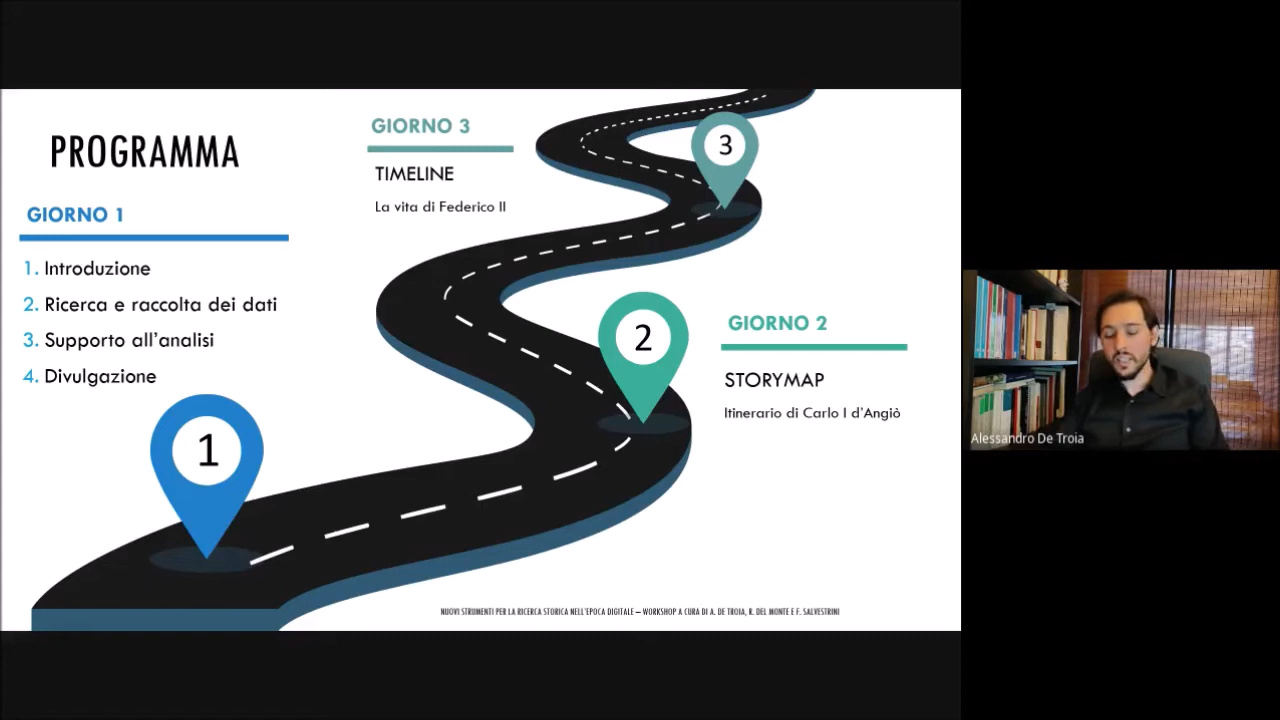 PROGRAMMA
GIORNO 1
1. Introduzione
2. Ricerca e raccolta dei dati
3. Supporto all'analisi
4. Divulgazione
1
GIORNO 2
STORYMAP
Itinerario di Carlo I d'Angiò
2
GIORNO 3
TIMELINE
La vita di Federico II
3
NUOVI STRUMENTI PER LA RICERCA STORICA NELL'EPOCA DIGITALE – WORKSHOP A CURA DI A. DE TROIA, R. DEL MONTE E F. SALVESTRINI
Alessandro De Troia